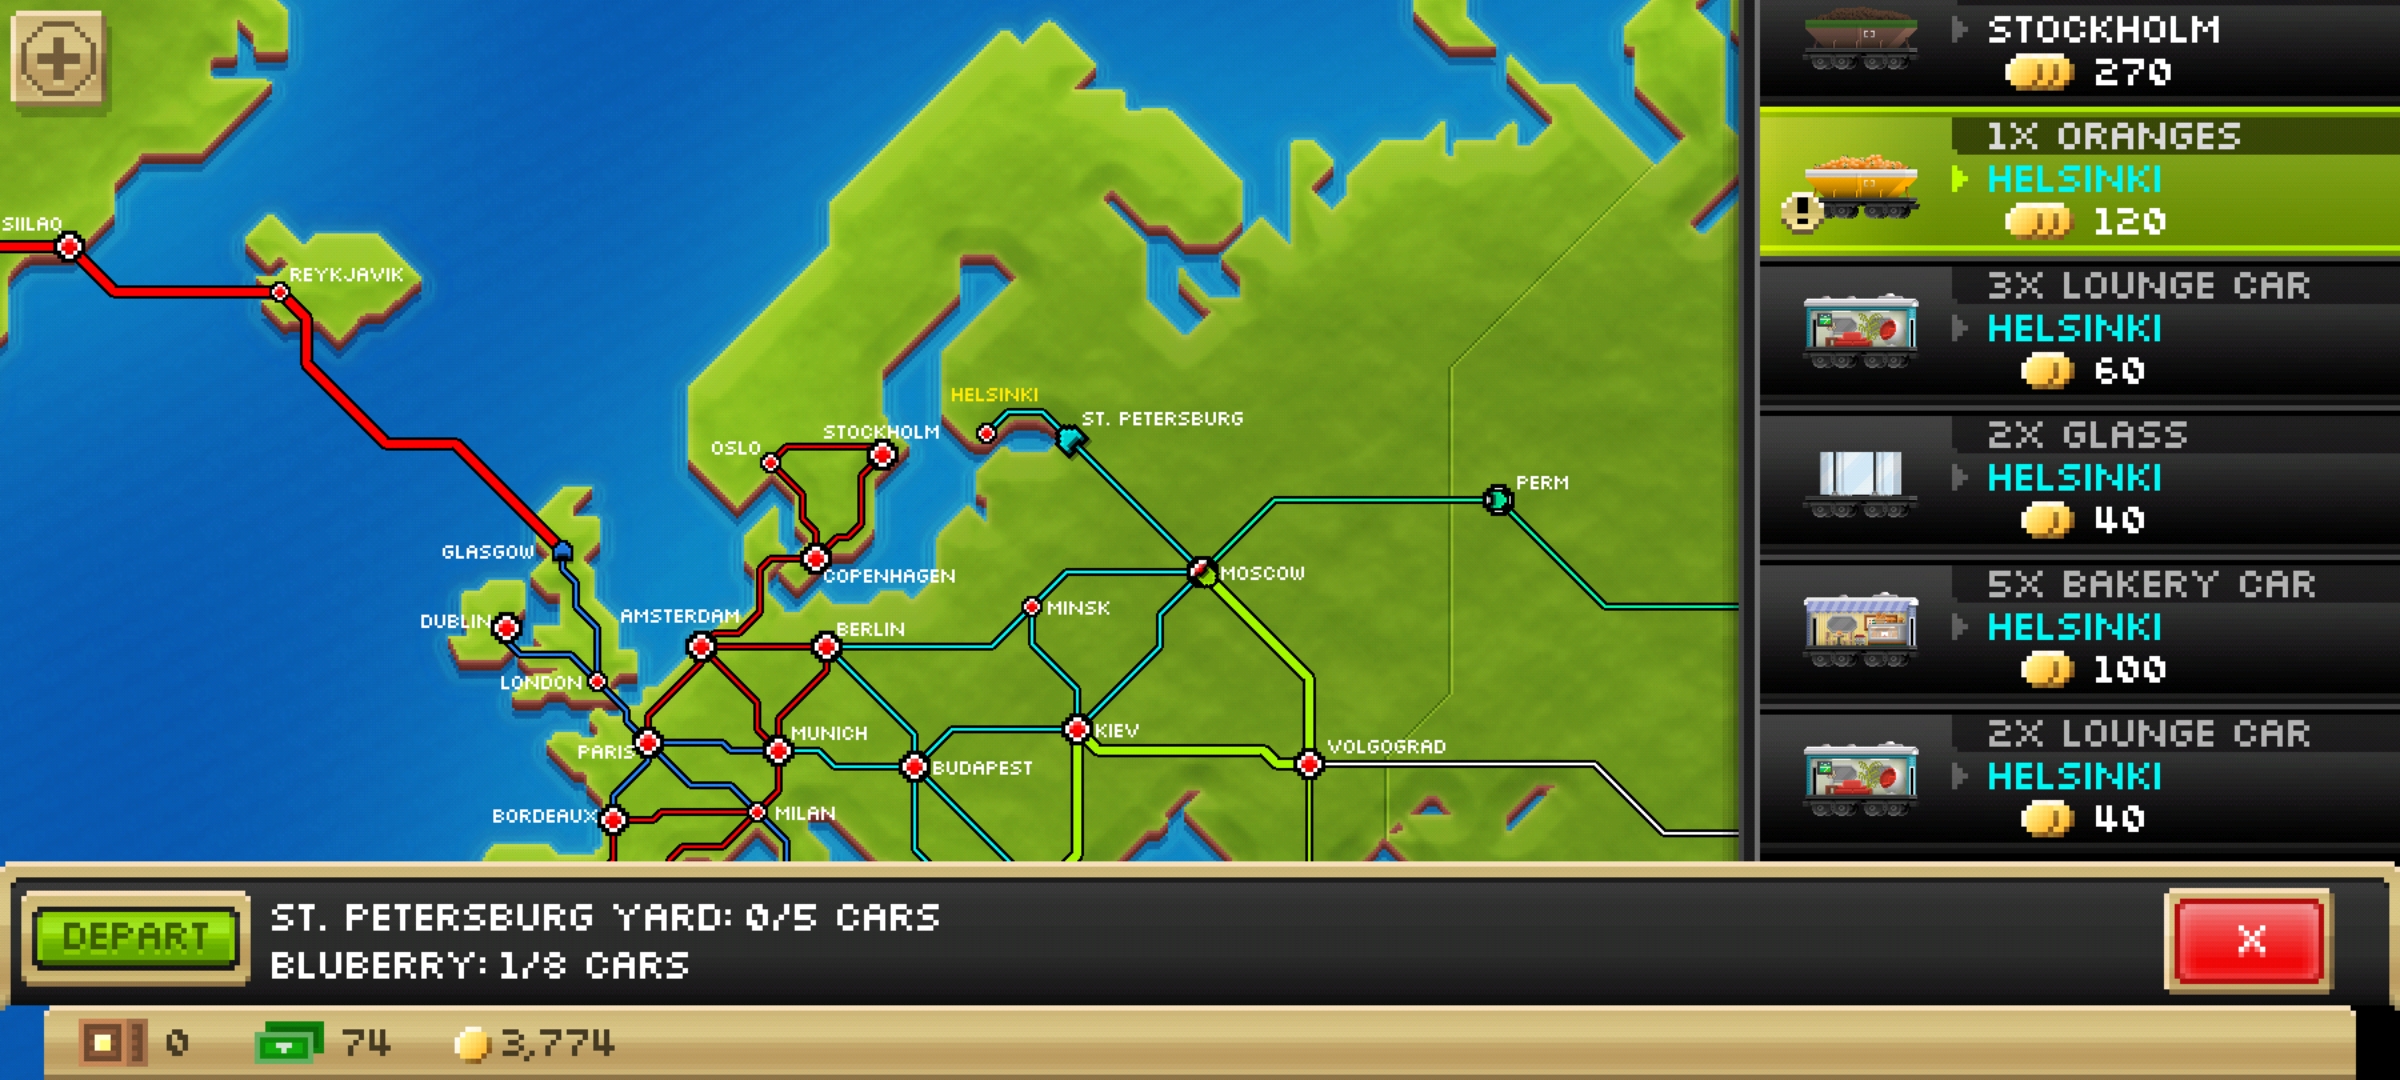 SIILAQ
REYKJAVIK
HELSINKI
ST. PETERSBURG
STOCKHOLM
OSLO
PERM
GLASGOW
COPENHAGEN
MOSCOW
MINSK
DUBLIN
AMSTERDAM
BERLIN
LONDON
PARIS
MUNICH
KIEV
VOLGOGRAD
BUDAPEST
BORDEAUX
MILAN
STOCKHOLM
270
1X ORANGES
HELSINKI
120
3X LOUNGE CAR
HELSINKI
60
2X GLASS
HELSINKI
40
5X BAKERY CAR
HELSINKI
100
2X LOUNGE CAR
HELSINKI
40
DEPART
ST. PETERSBURG YARD: 0/5 CARS
BLUBERRY: 1/8 CARS
X
0
74
3,774